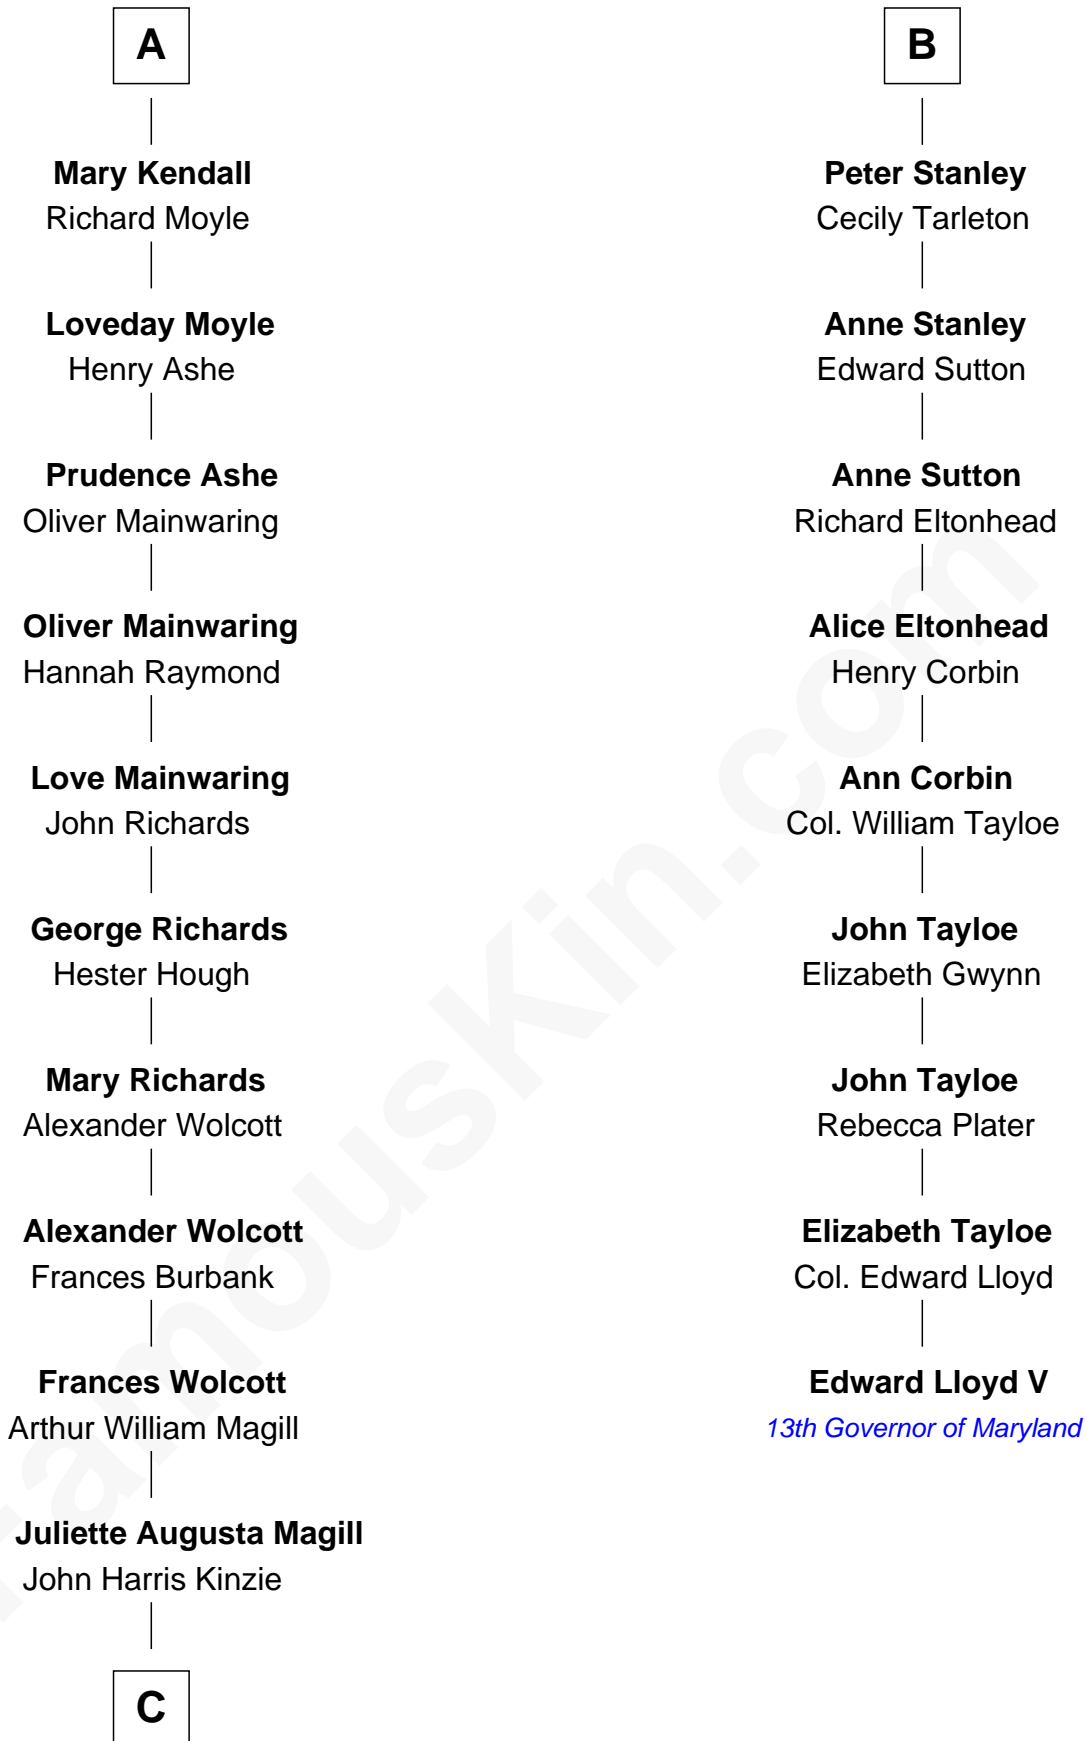 A
Mary Kendall
Richard Moyle
Loveday Moyle
Henry Ashe
Prudence Ashe
Oliver Mainwaring
Oliver Mainwaring
Hannah Raymond
Love Mainwaring
John Richards
George Richards
Hester Hough
Mary Richards
Alexander Wolcott
Alexander Wolcott
Frances Burbank
Frances Wolcott
Arthur William Magill
Juliette Augusta Magill
John Harris Kinzie
C
B
Peter Stanley
Cecily Tarleton
Anne Stanley
Edward Sutton
Anne Sutton
Richard Eltonhead
Alice Eltonhead
Henry Corbin
Ann Corbin
Col. William Tayloe
John Tayloe
Elizabeth Gwynn
John Tayloe
Rebecca Plater
Elizabeth Tayloe
Col. Edward Lloyd
Edward Lloyd V
13th Governor of Maryland
FamousKin.com